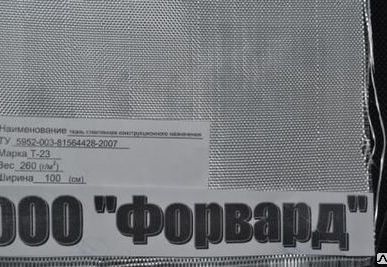 Наименование ткань стеклянная конструкционного назначения
ТУ 5952-003-81564428-2007
Марка Т-23
Вес 260 (г/м²)
Ширина 100 (см)
ООО "Форвард"